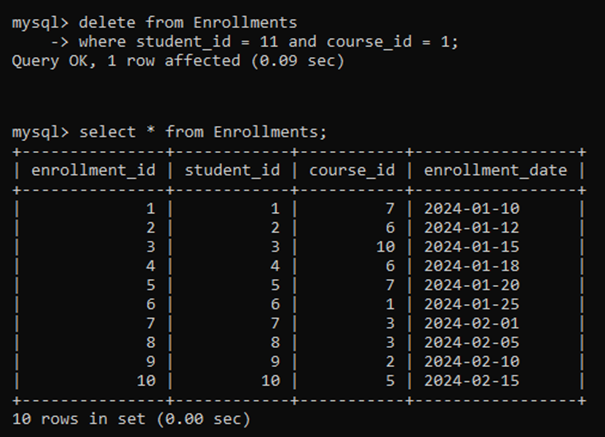 mysql> delete from Enrollments
    -> where student_id = 11 and course_id = 1;
Query OK, 1 row affected (0.09 sec)
mysql> select * from Enrollments;
+---------------+------------+-----------+-----------------+
| enrollment_id | student_id | course_id | enrollment_date |
+---------------+------------+-----------+-----------------+
|             1 |          1 |         7 | 2024-01-10      |
|             2 |          2 |         6 | 2024-01-12      |
|             3 |          3 |        10 | 2024-01-15      |
|             4 |          4 |         6 | 2024-01-18      |
|             5 |          5 |         7 | 2024-01-20      |
|             6 |          6 |         1 | 2024-01-25      |
|             7 |          7 |         3 | 2024-02-01      |
|             8 |          8 |         3 | 2024-02-05      |
|             9 |          9 |         2 | 2024-02-10      |
|            10 |         10 |         5 | 2024-02-15      |
+---------------+------------+-----------+-----------------+
10 rows in set (0.00 sec)